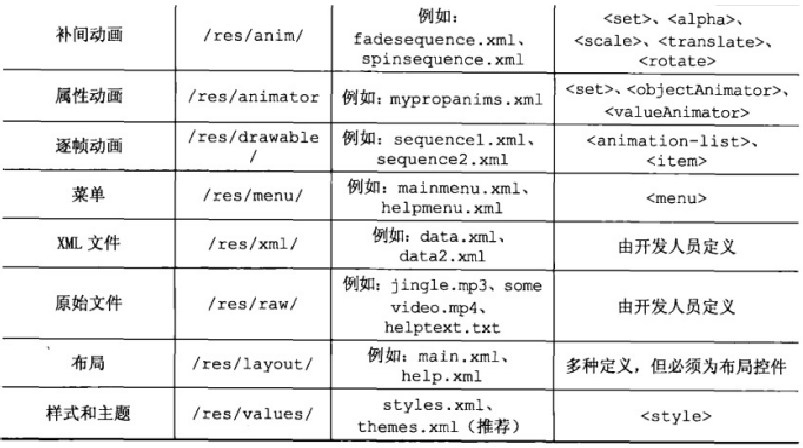 补间动画 /res/anim/ 例如: fadesequence.xml、spinsequence.xml <set>、<alpha>、<scale>、<translate>、<rotate>
属性动画 /res/animator 例如: mypropanims.xml <set>、<objectAnimator>、<valueAnimator>
逐帧动画 /res/drawable/ 例如: sequence1.xml、sequence2.xml <animation-list>、<item>
菜单 /res/menu/ 例如: mainmenu.xml、helpmenu.xml <menu>
XML 文件 /res/xml/ 例如: data.xml、data2.xml 由开发人员定义
原始文件 /res/raw/ 例如: jingle.mp3、somevideo.mp4、helptext.txt 由开发人员定义
布局 /res/layout/ 例如: main.xml、help.xml 多种定义，但必须为布局控件
样式和主题 /res/values/ styles.xml、themes.xml（推荐） <style>